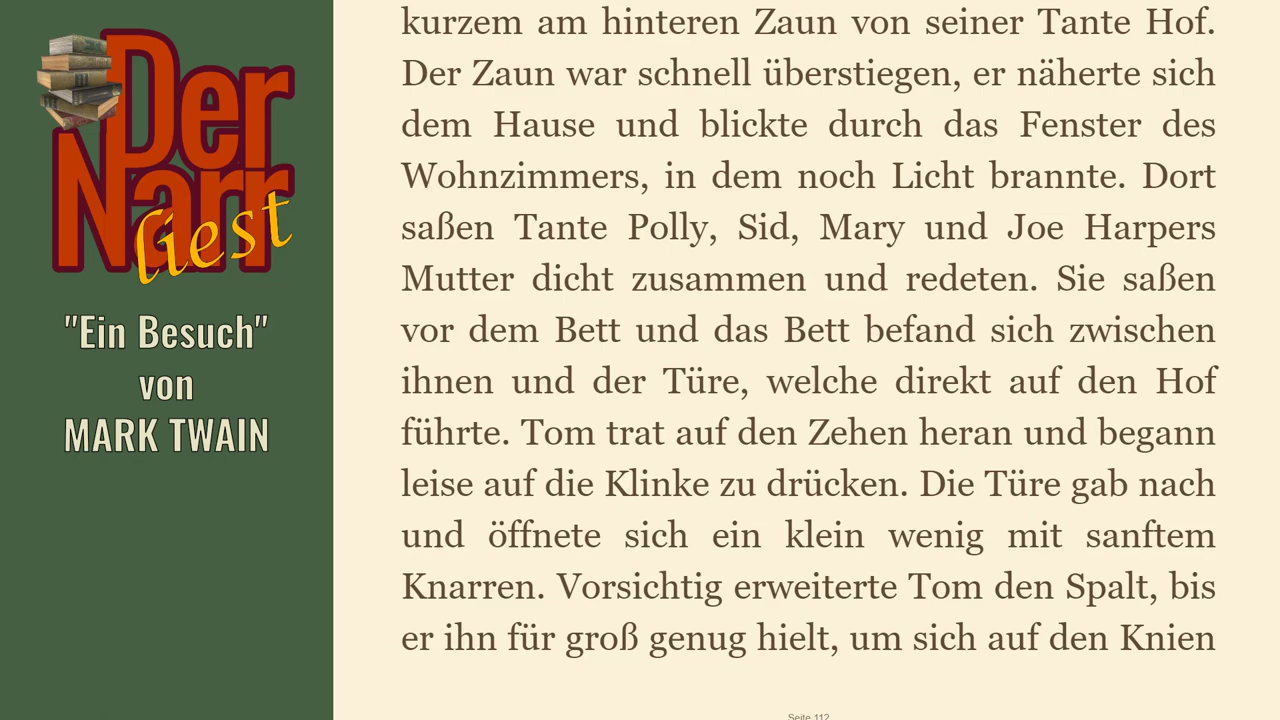 Der
Narr
liest
"Ein Besuch"
von
MARK TWAIN
kurzem am hinteren Zaun von seiner Tante Hof.
Der Zaun war schnell überstiegen, er näherte sich
dem Hause und blickte durch das Fenster des
Wohnzimmers, in dem noch Licht brannte. Dort
saßen Tante Polly, Sid, Mary und Joe Harpers
Mutter dicht zusammen und redeten. Sie saßen
vor dem Bett und das Bett befand sich zwischen
ihnen und der Türe, welche direkt auf den Hof
führte. Tom trat auf den Zehen heran und begann
leise auf die Klinke zu drücken. Die Türe gab nach
und öffnete sich ein klein wenig mit sanftem
Knarren. Vorsichtig erweiterte Tom den Spalt, bis
er ihn für groß genug hielt, um sich auf den Knien
Seite 112